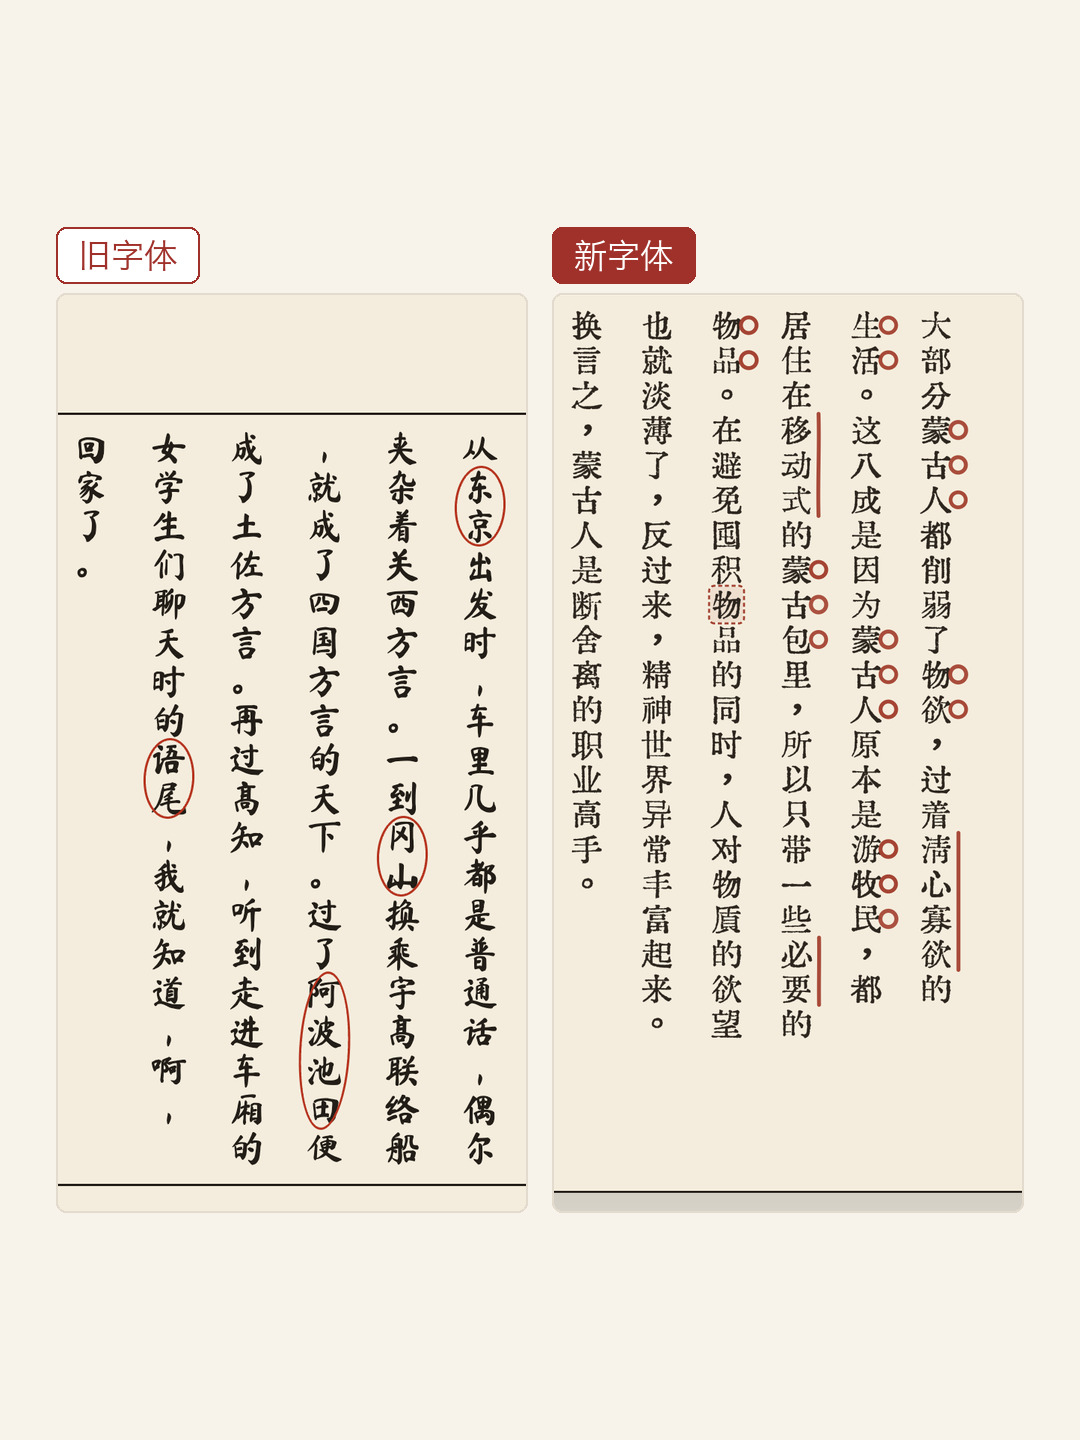 旧字体
从东京出发时，车里几乎都是普通话，偶尔
夹杂着关西方言。一到冈山换乘宇高联络船
，就成了四国方言的天下。过了阿波池田便
成了土佐方言。再过高知，听到走进车厢的
女学生们聊天时的语尾，我就知道，啊，
回家了。
新字体
大部分蒙古人都削弱了物欲，过着清心寡欲的
生活。这八成是因为蒙古人原本是游牧民，都
居住在移动式的蒙古包里，所以只带一些必要的
物品。在避免囤积物品的同时，人对物质的欲望
也就淡薄了，反过来，精神世界异常丰富起来。
换言之，蒙古人是断舍离的职业高手。